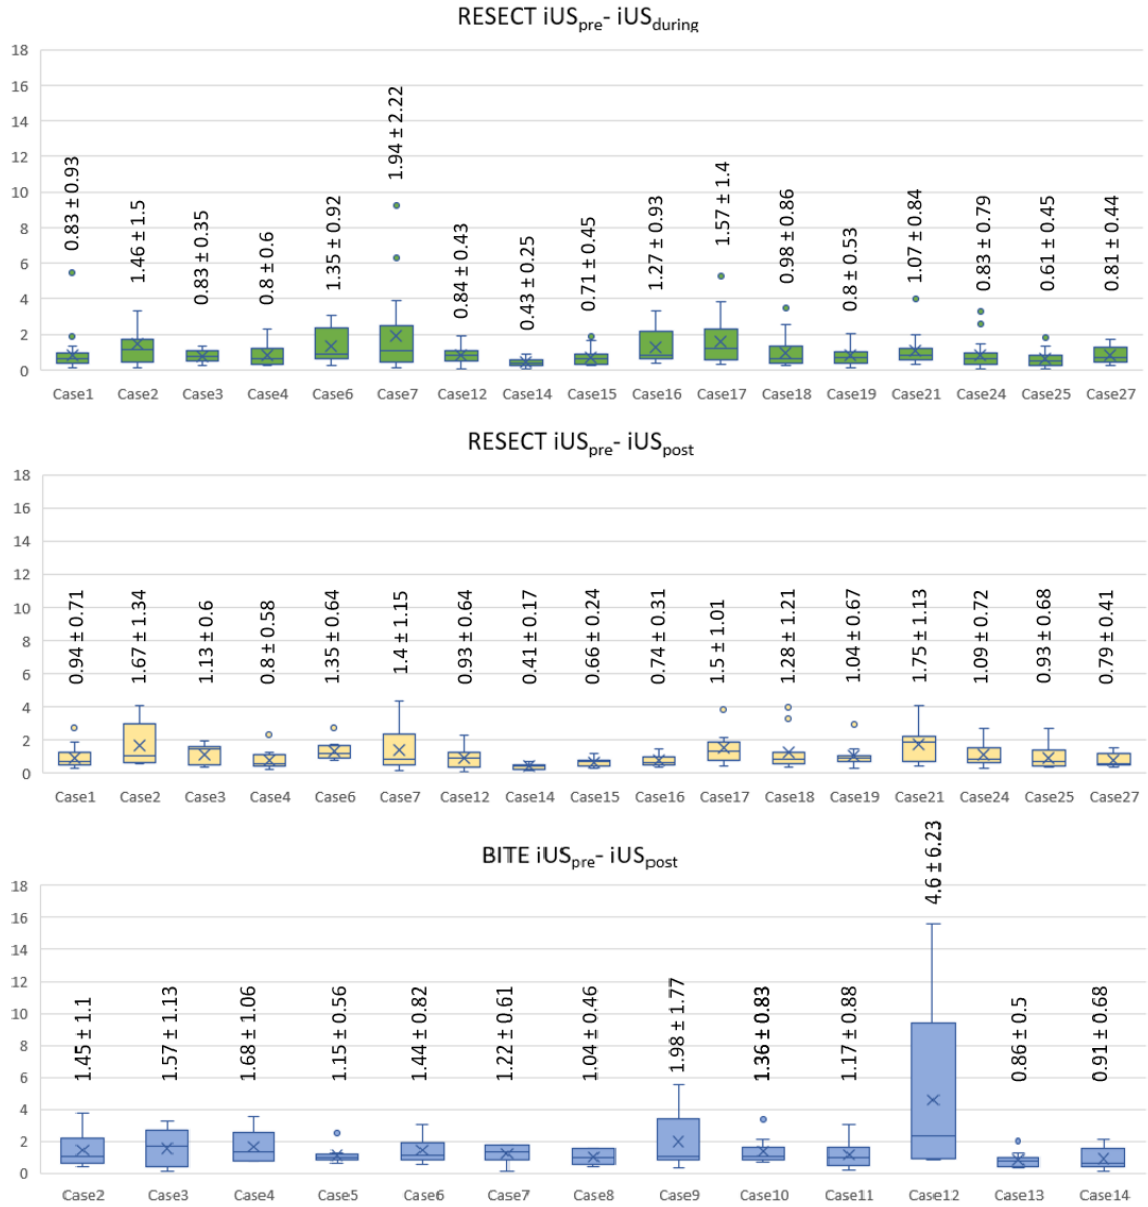 RESECT iUSpre- iUSduring
18
16
14
12
10
8
6
4
2
0
0.83 ± 0.93
1.46 ± 1.5
0.83 ± 0.35
0.8 ± 0.6
1.35 ± 0.92
1.94 ± 2.22
0.84 ± 0.43
0.43 ± 0.25
0.71 ± 0.45
1.27 ± 0.93
1.57 ± 1.4
0.98 ± 0.86
0.8 ± 0.53
1.07 ± 0.84
0.83 ± 0.79
0.61 ± 0.45
0.81 ± 0.44
Case1 Case2 Case3 Case4 Case6 Case7 Case12 Case14 Case15 Case16 Case17 Case18 Case19 Case21 Case24 Case25 Case27
RESECT iUSpre- iUSpost
18
16
14
12
10
8
6
4
2
0
0.94 ± 0.71
1.67 ± 1.34
1.13 ± 0.6
0.8 ± 0.58
1.35 ± 0.64
1.4 ± 1.15
0.93 ± 0.64
0.41 ± 0.17
0.66 ± 0.24
0.74 ± 0.31
1.5 ± 1.01
1.28 ± 1.21
1.04 ± 0.67
1.75 ± 1.13
1.09 ± 0.72
0.93 ± 0.68
0.79 ± 0.41
Case1 Case2 Case3 Case4 Case6 Case7 Case12 Case14 Case15 Case16 Case17 Case18 Case19 Case21 Case24 Case25 Case27
BITE iUSpre- iUSpost
18
16
14
12
10
8
6
4
2
0
1.45 ± 1.1
1.57 ± 1.13
1.68 ± 1.06
1.15 ± 0.56
1.44 ± 0.82
1.22 ± 0.61
1.04 ± 0.46
1.98 ± 1.77
1.36 ± 0.83
1.17 ± 0.88
4.6 ± 6.23
0.86 ± 0.5
0.91 ± 0.68
Case2 Case3 Case4 Case5 Case6 Case7 Case8 Case9 Case10 Case11 Case12 Case13 Case14